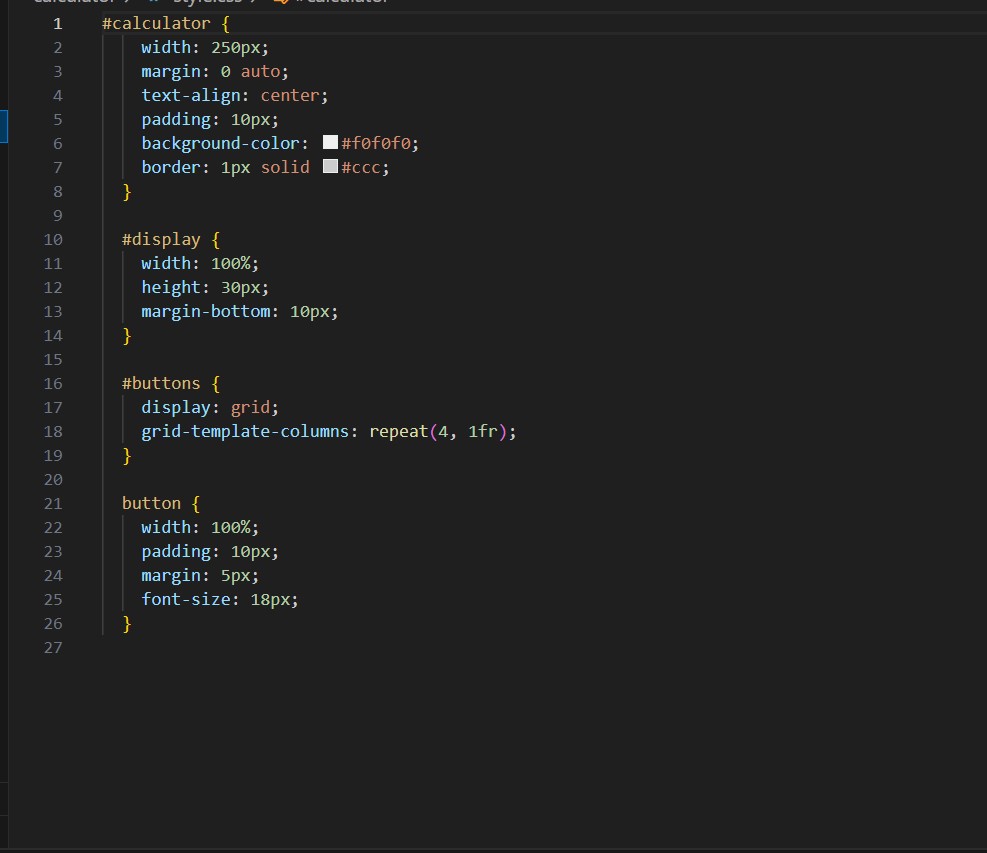 calculator > style.css > #calculator
1 #calculator {
2 width: 250px;
3 margin: 0 auto;
4 text-align: center;
5 padding: 10px;
6 background-color: #f0f0f0;
7 border: 1px solid #ccc;
8 }
9
10 #display {
11 width: 100%;
12 height: 30px;
13 margin-bottom: 10px;
14 }
15
16 #buttons {
17 display: grid;
18 grid-template-columns: repeat(4, 1fr);
19 }
20
21 button {
22 width: 100%;
23 padding: 10px;
24 margin: 5px;
25 font-size: 18px;
26 }
27